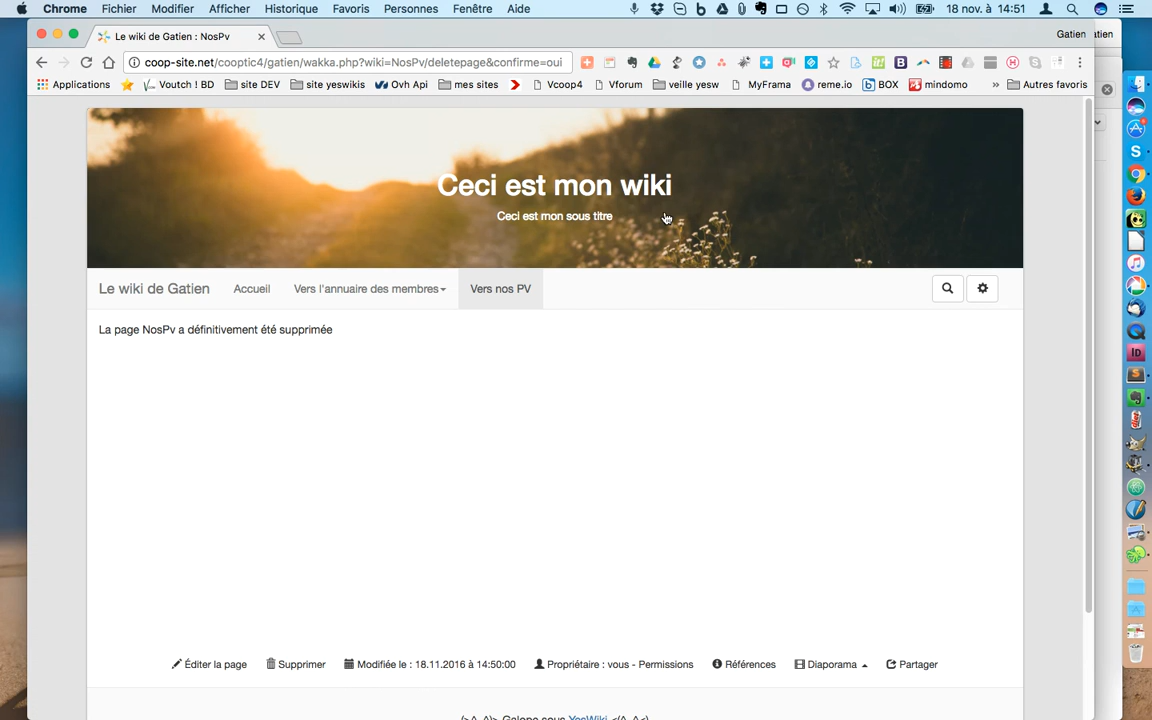 Chrome Fichier Modifier Afficher Historique Favoris Personnes Fenêtre Aide 18 nov. à 14:51
Le wiki de Gatien : NosPv Gatien tien
coop-site.net/cooptic4/gatien/wakka.php?wiki=NosPv/deletepage&confirme=oui
Applications Voutch ! BD site DEV site yeswikis Ovh Api mes sites Vcoop4 Vforum veille yesw MyFrama reme.io BOX mindomo » Autres favoris
Ceci est mon wiki
Ceci est mon sous titre
Le wiki de Gatien Accueil Vers l'annuaire des membres Vers nos PV
La page NosPv a définitivement été supprimée
Éditer la page Supprimer Modifiée le : 18.11.2016 à 14:50:00 Propriétaire : vous - Permissions Références Diaporama Partager
(>^_^)> Galope sous YesWiki <(^_^<)